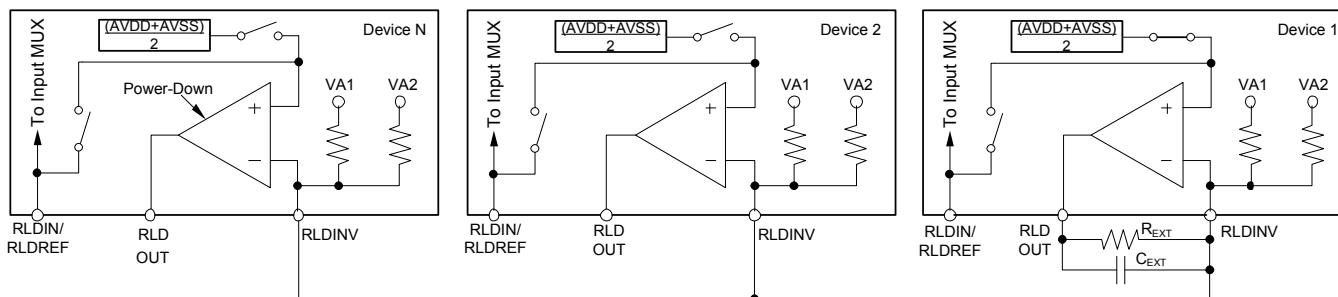 To Input MUX
(AVDD+AVSS)
2
Device N
Power-Down
VA1
VA2
+
−
RLDIN/
RLDREF
RLD
OUT
RLDINV
To Input MUX
(AVDD+AVSS)
2
Device 2
VA1
VA2
+
−
RLDIN/
RLDREF
RLD
OUT
RLDINV
To Input MUX
(AVDD+AVSS)
2
Device 1
VA1
VA2
+
−
RLDIN/
RLDREF
RLD
OUT
RLDINV
REXT
CEXT